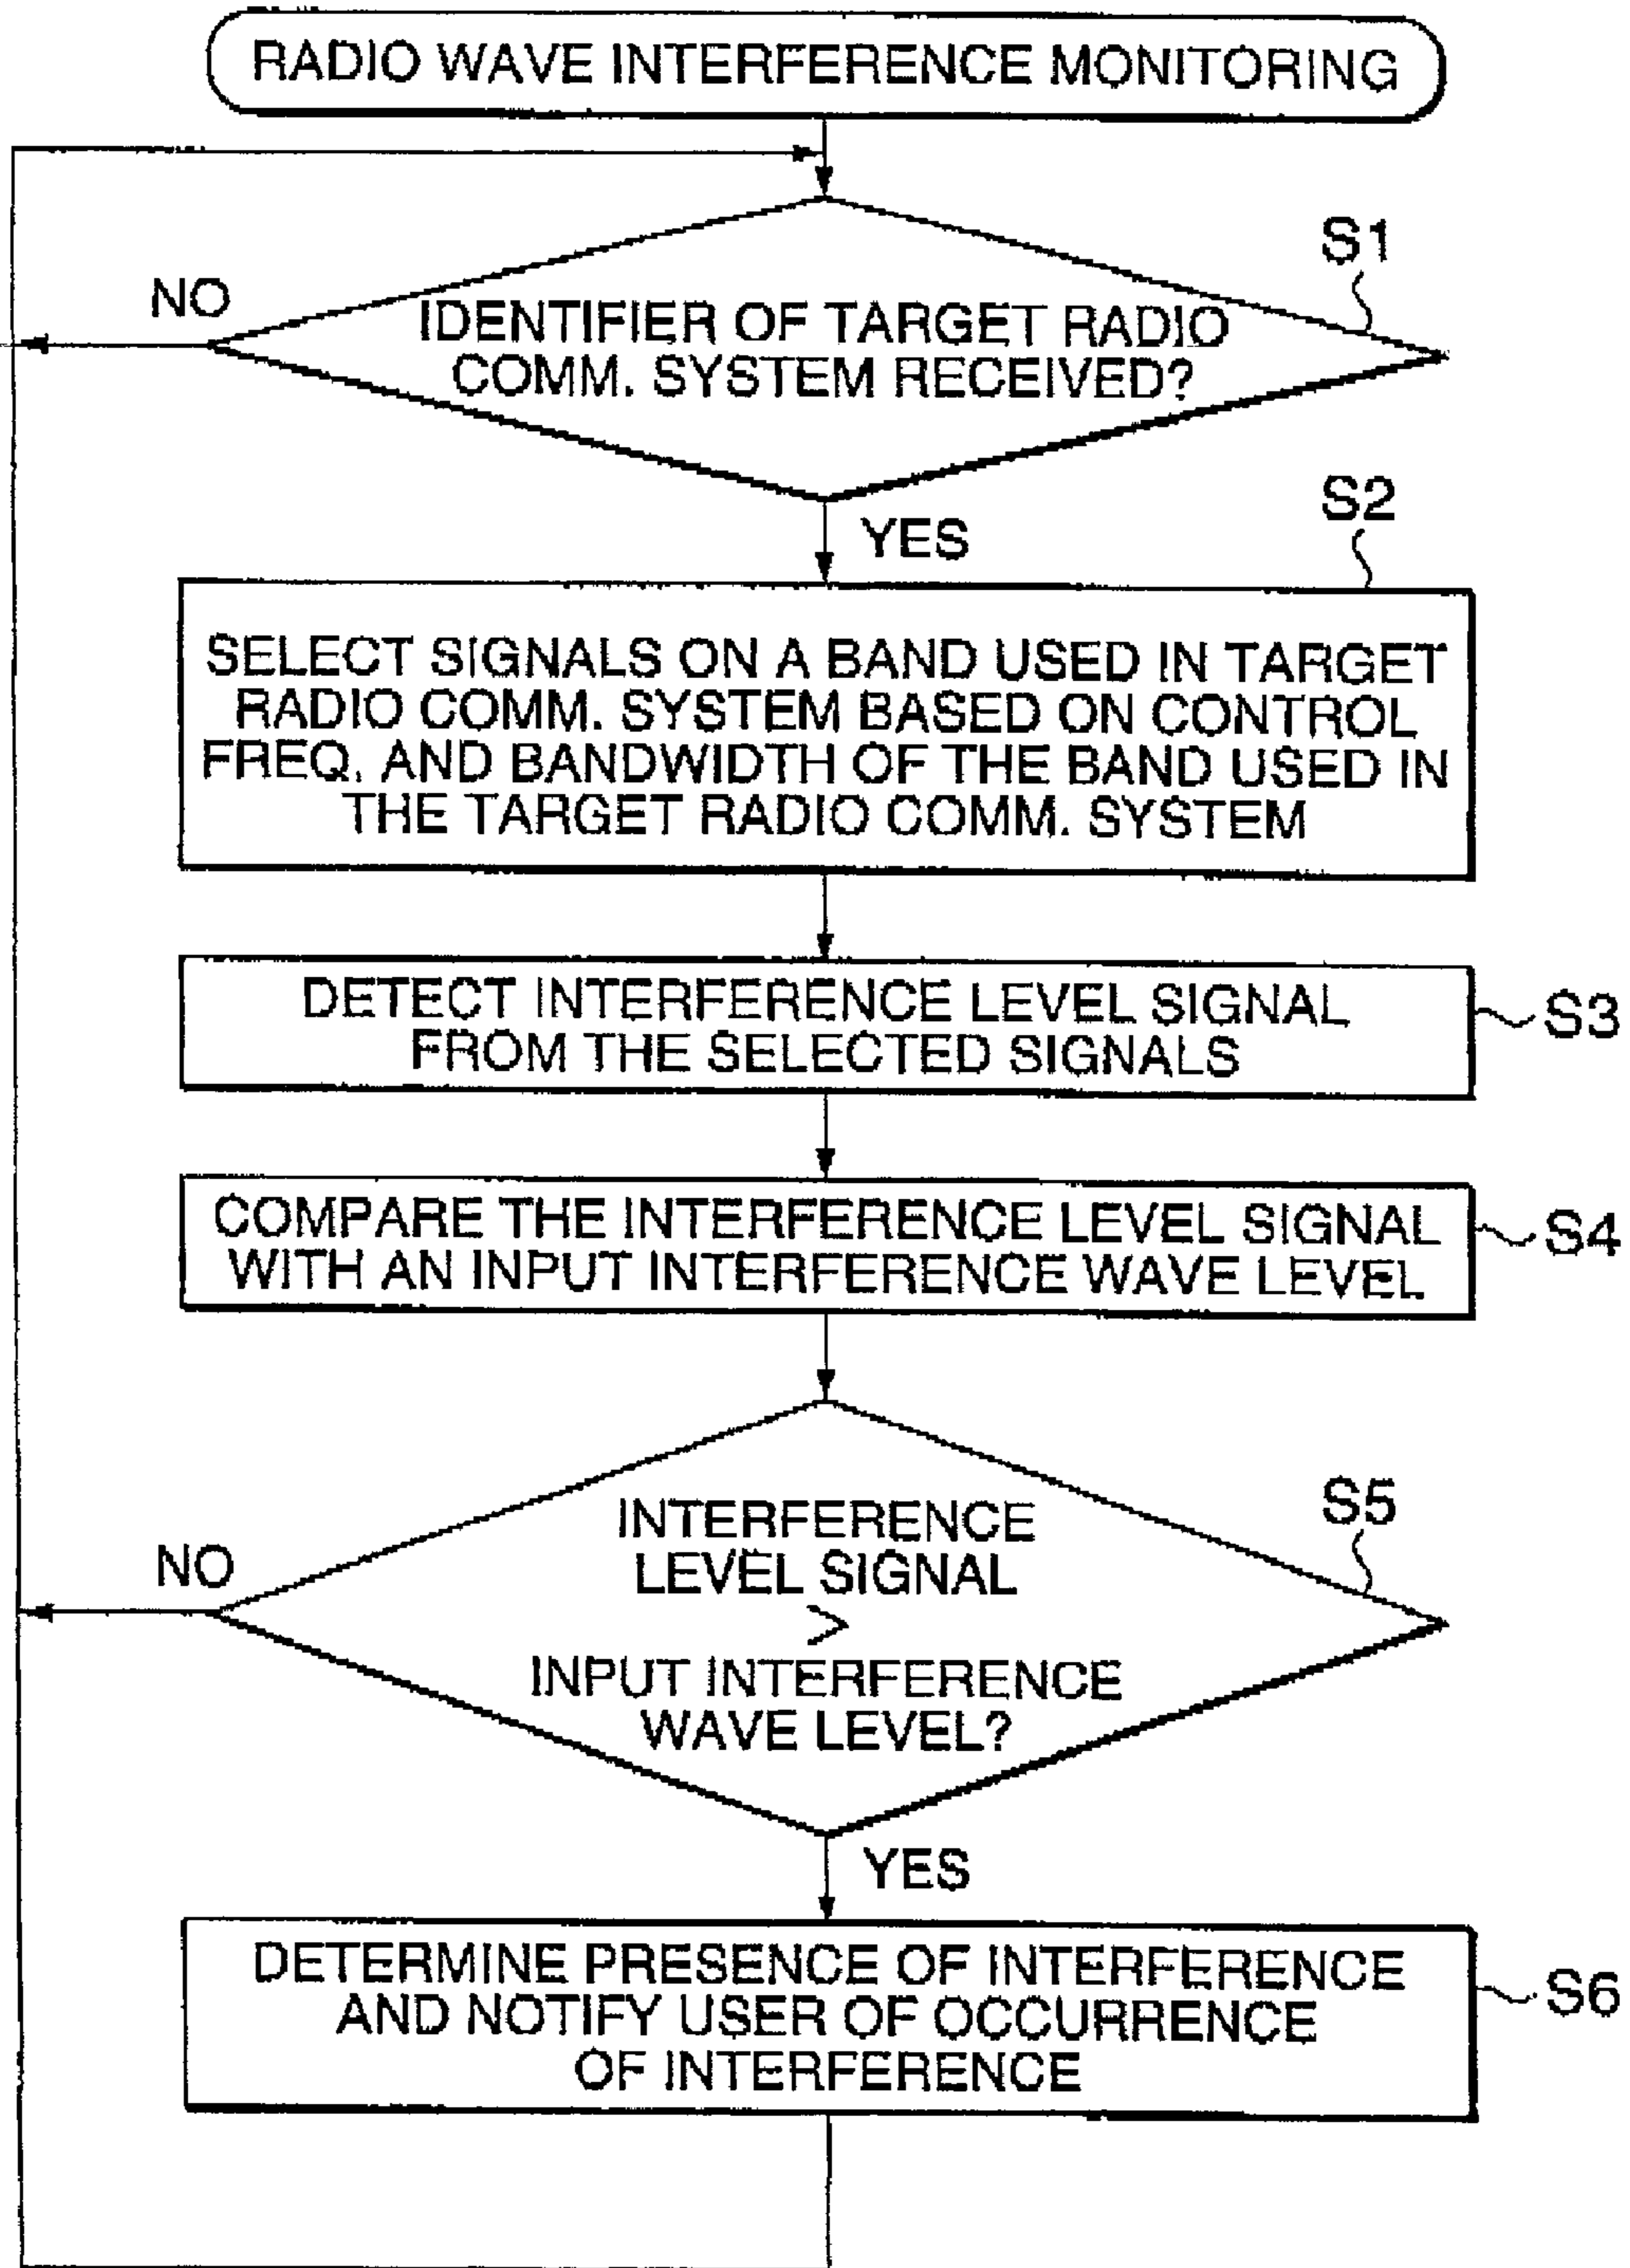 RADIO WAVE INTERFERENCE MONITORING
S1
NO
IDENTIFIER OF TARGET RADIO
COMM. SYSTEM RECEIVED?
S2
YES
SELECT SIGNALS ON A BAND USED IN TARGET
RADIO COMM. SYSTEM BASED ON CONTROL
FREQ. AND BANDWIDTH OF THE BAND USED IN
THE TARGET RADIO COMM. SYSTEM
DETECT INTERFERENCE LEVEL SIGNAL
FROM THE SELECTED SIGNALS
S3
COMPARE THE INTERFERENCE LEVEL SIGNAL
WITH AN INPUT INTERFERENCE WAVE LEVEL
S4
S5
NO
INTERFERENCE
LEVEL SIGNAL
>
INPUT INTERFERENCE
WAVE LEVEL?
YES
DETERMINE PRESENCE OF INTERFERENCE
AND NOTIFY USER OF OCCURRENCE
OF INTERFERENCE
S6